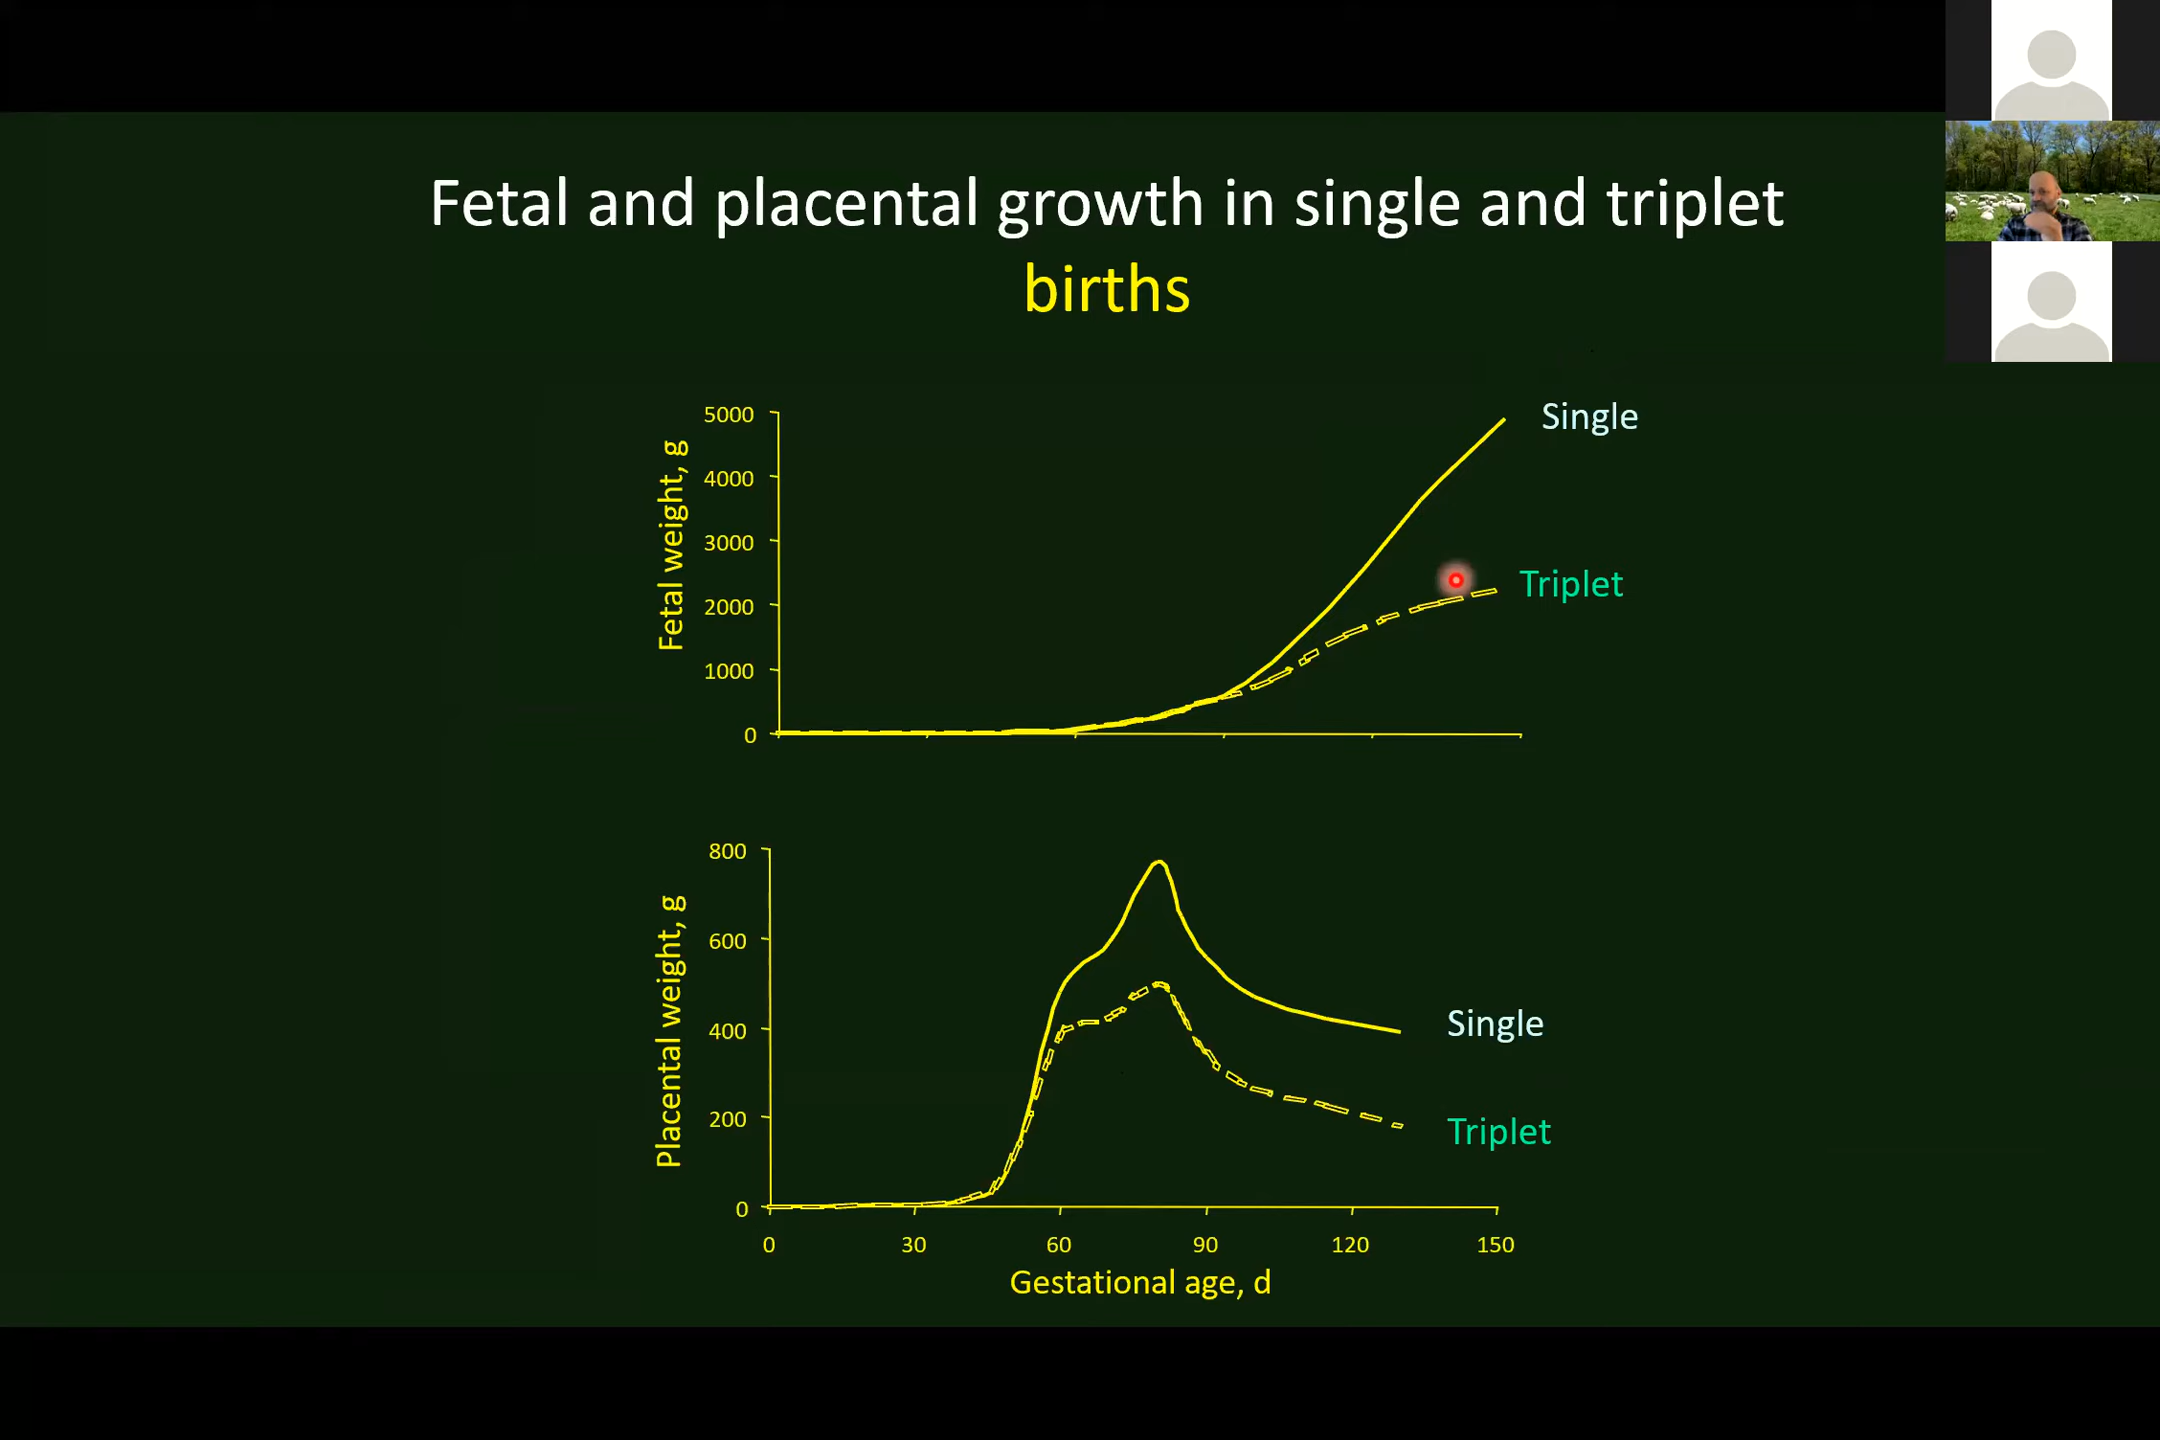 Fetal and placental growth in single and triplet
births
Fetal weight, g
5000
4000
3000
2000
1000
0
Single
Triplet
Placental weight, g
800
600
400
200
0
Single
Triplet
0 30 60 90 120 150
Gestational age, d